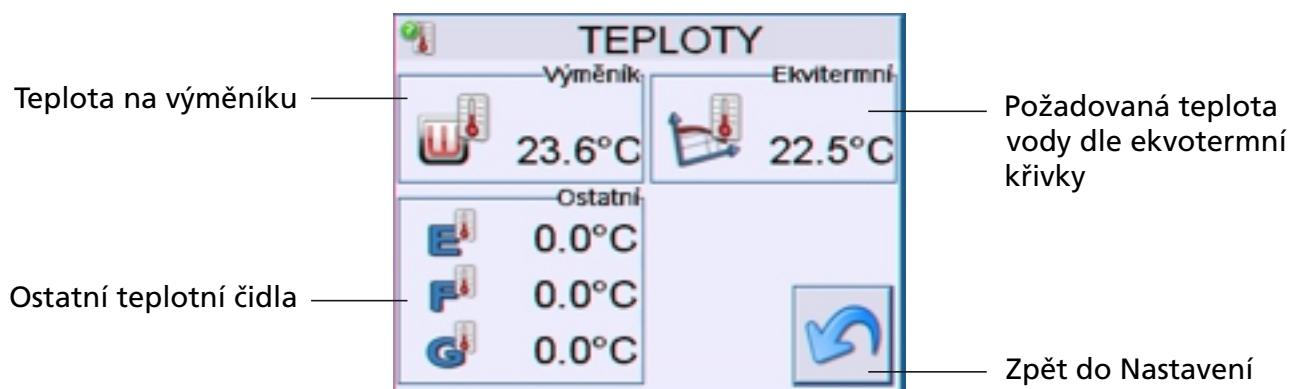 TEPLOTY
Výměník
Ekvitermní
Teplota na výměníku
23.6°C
22.5°C
Požadovaná teplota
vody dle ekvotermní
křivky
Ostatní
E 0.0°C
F 0.0°C
G 0.0°C
Ostatní teplotní čidla
Zpět do Nastavení